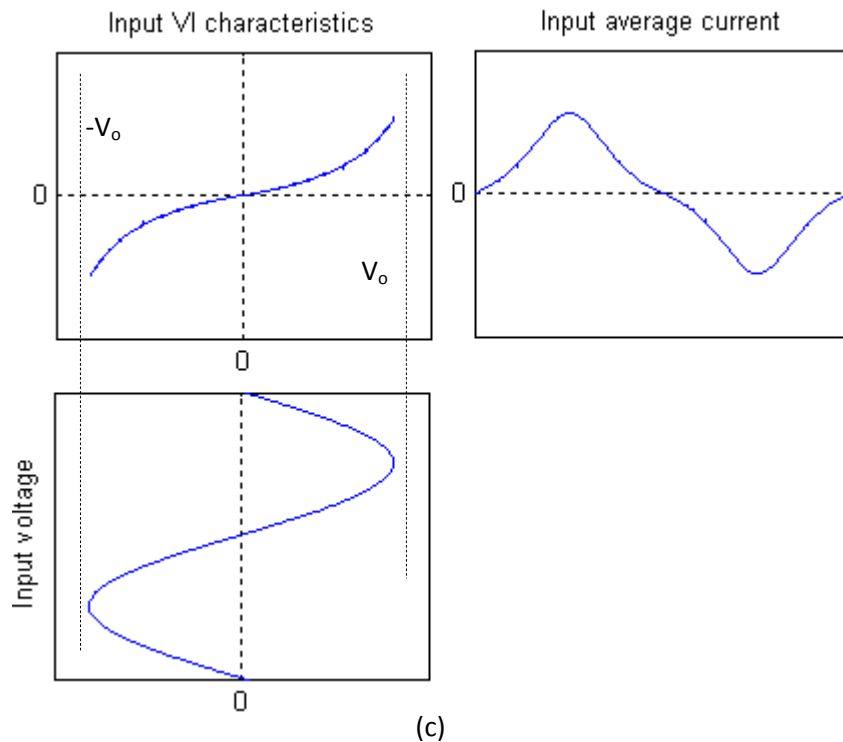 Input VI characteristics
Input average current
-Vₒ
0
Vₒ
0
0
Input voltage
0
(c)